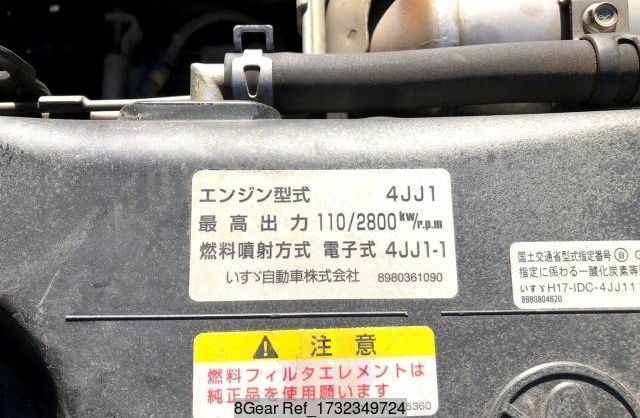 エンジン型式 4JJ1
最高出力 110/2800 kw/r.p.m
燃料噴射方式 電子式 4JJ1-1
いすゞ自動車株式会社 8980361090
国土交通省型式指定番号 自
指定に係わる一酸化炭素等
いすゞH17-IDC-4JJ11
8980804620
注意
燃料フィルタエレメントは
純正品を使用願います
5360
8Gear Ref_1732349724